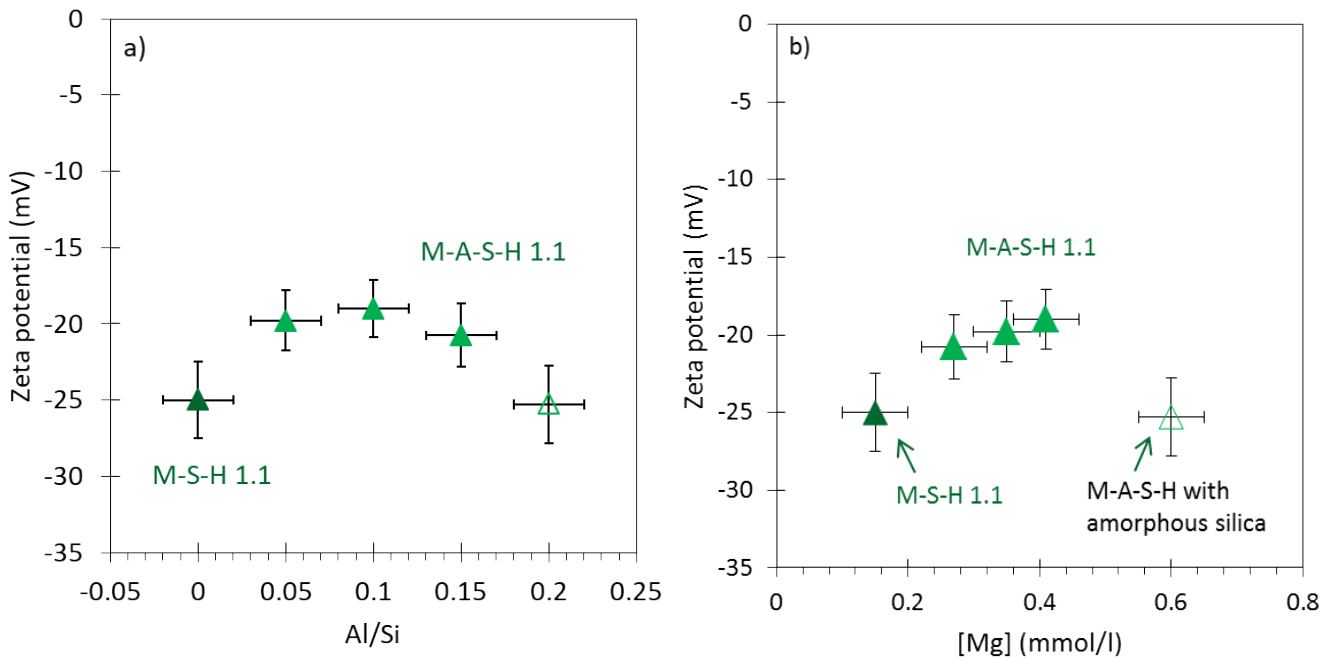 a)
0
-5
-10
-15
-20
-25
-30
-35
Zeta potential (mV)
M-A-S-H 1.1
M-S-H 1.1
-0.05 0 0.05 0.1 0.15 0.2 0.25
Al/Si
b)
0
-5
-10
-15
-20
-25
-30
-35
Zeta potential (mV)
M-A-S-H 1.1
M-S-H 1.1
M-A-S-H with
amorphous silica
0 0.2 0.4 0.6 0.8
[Mg] (mmol/l)